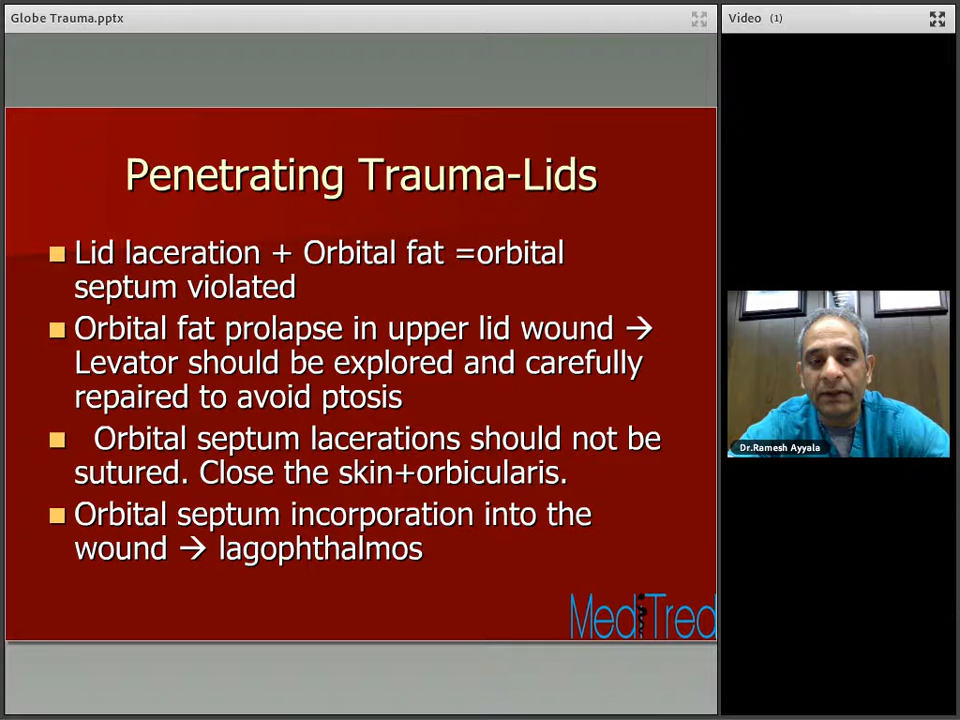 Globe Trauma.pptx
Video (1)
Penetrating Trauma-Lids
■ Lid laceration + Orbital fat =orbital
septum violated
■ Orbital fat prolapse in upper lid wound →
Levator should be explored and carefully
repaired to avoid ptosis
■ Orbital septum lacerations should not be
sutured. Close the skin+orbicularis.
■ Orbital septum incorporation into the
wound → lagophthalmos
MediTred
Dr.Ramesh Ayyala